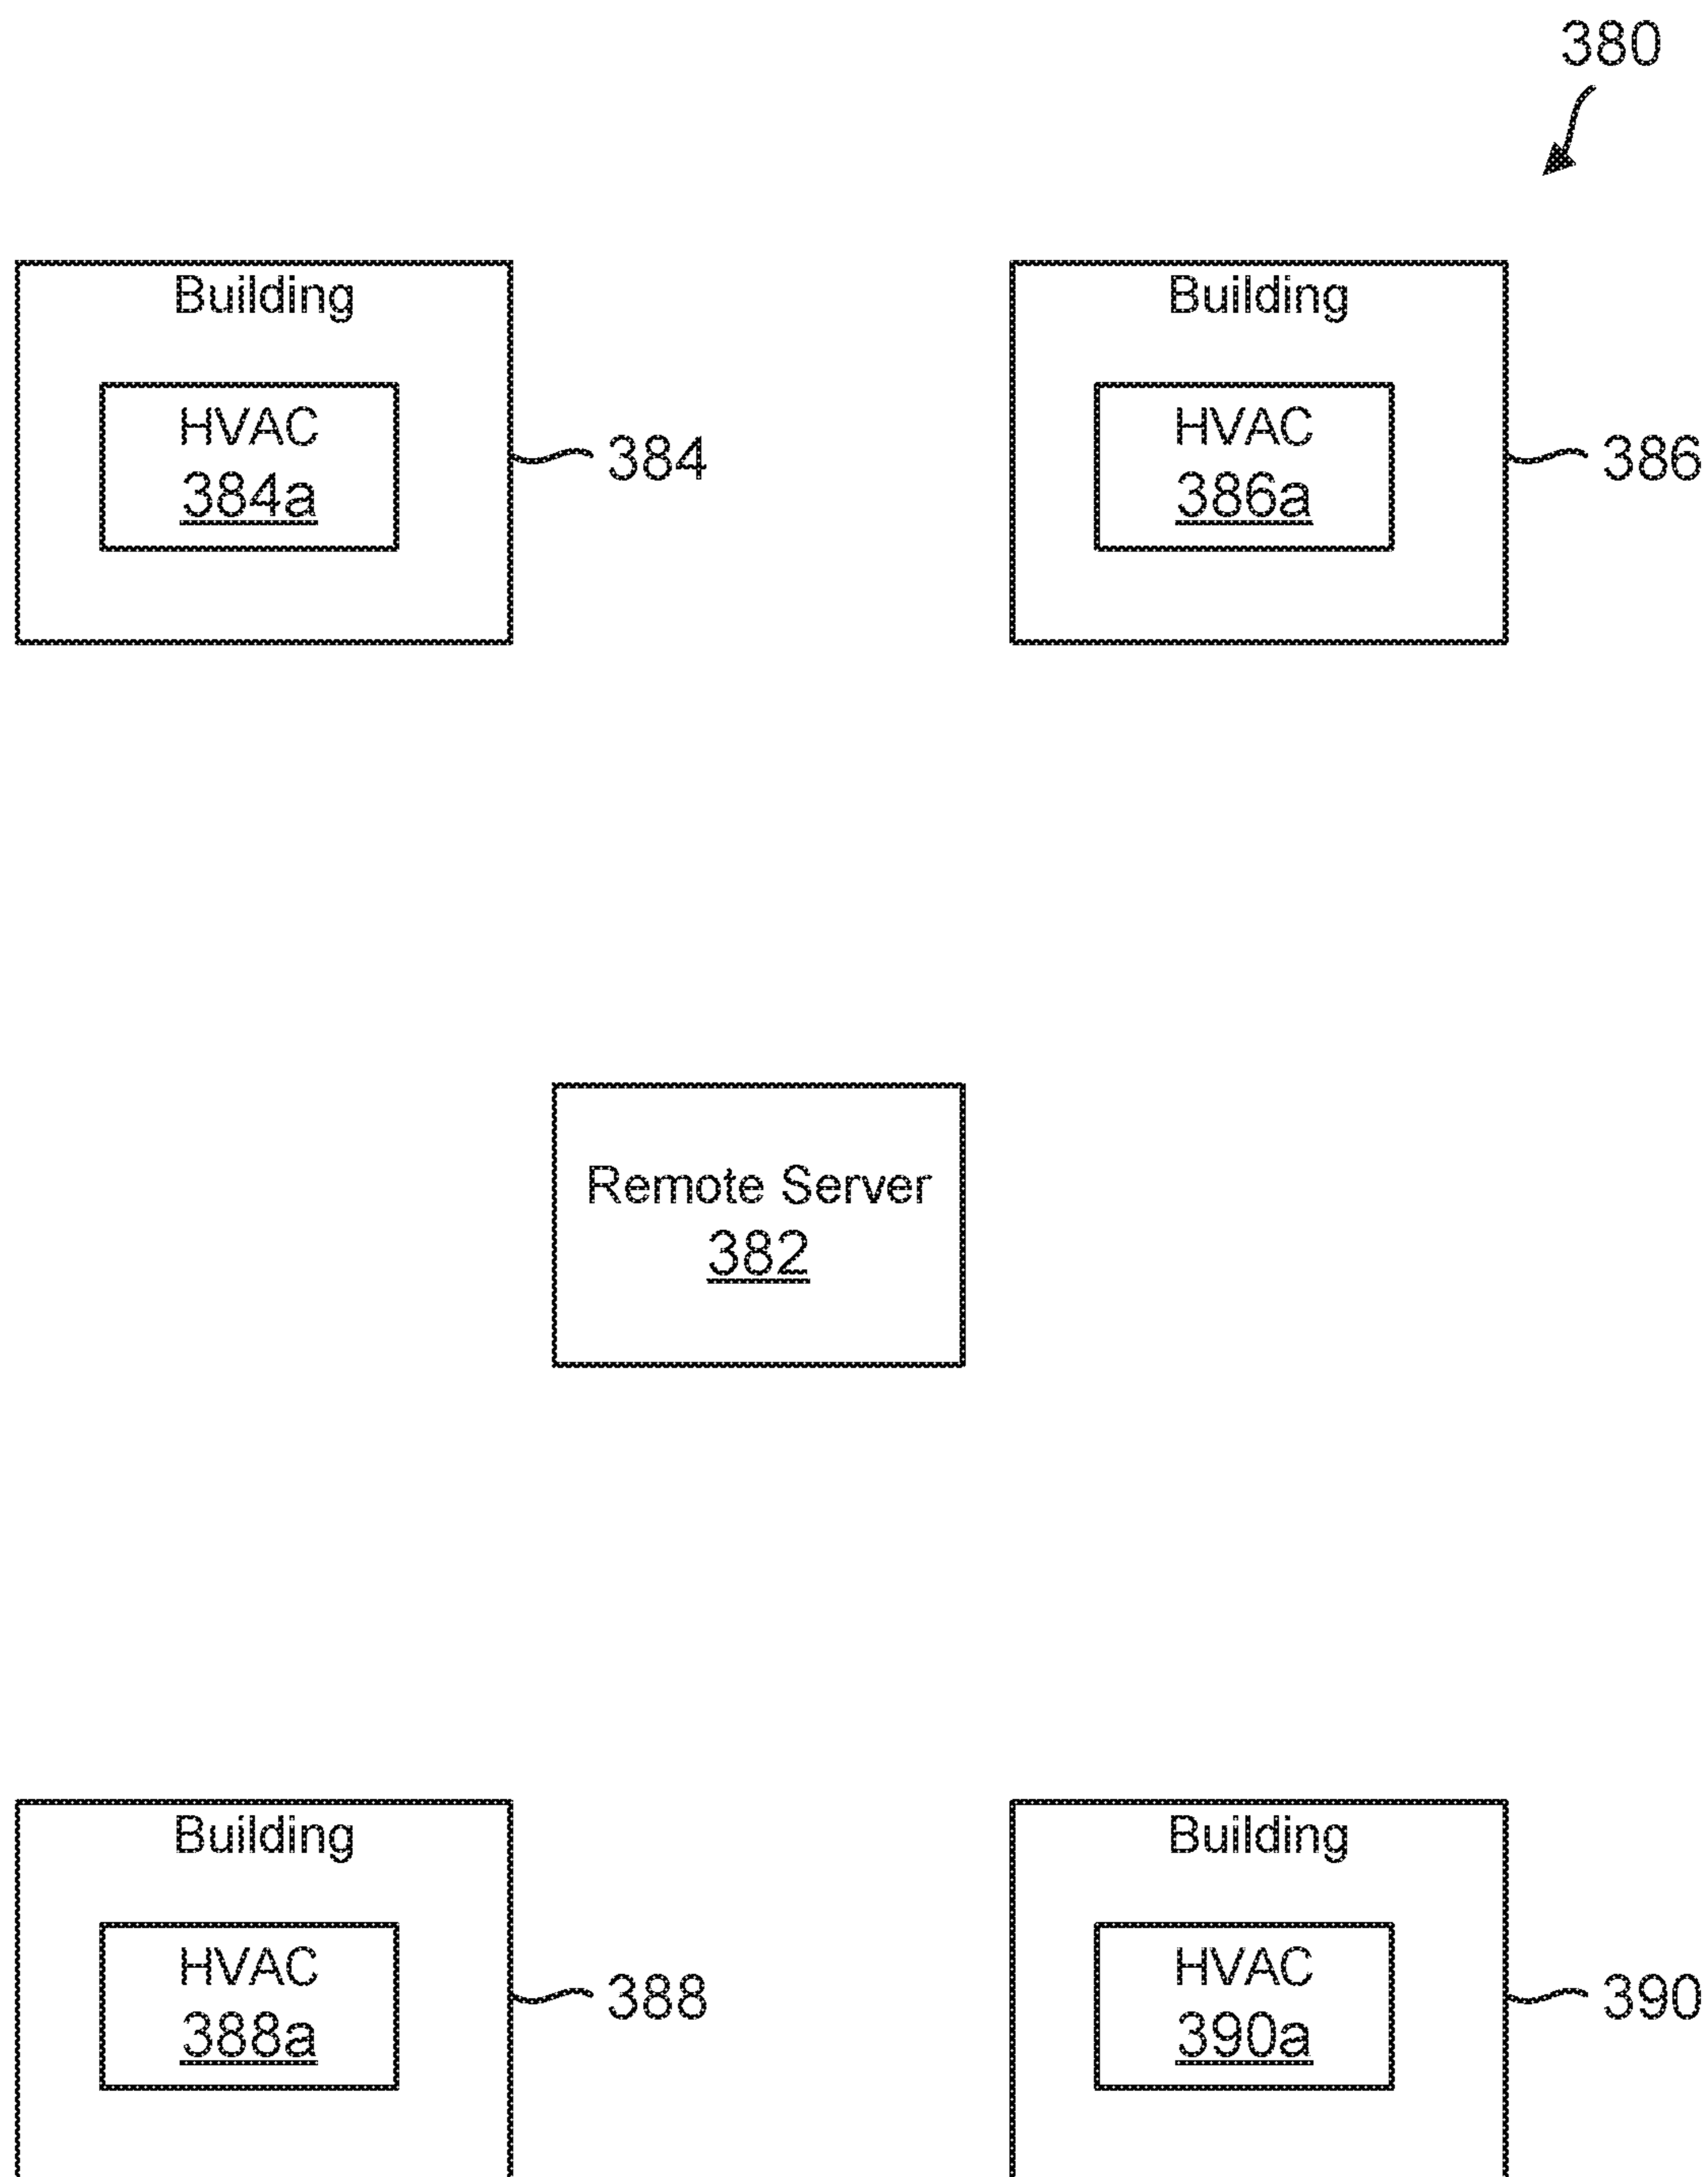 380
Building
HVAC
384a
384
Building
HVAC
386a
386
Remote Server
382
Building
HVAC
388a
388
Building
HVAC
390a
390